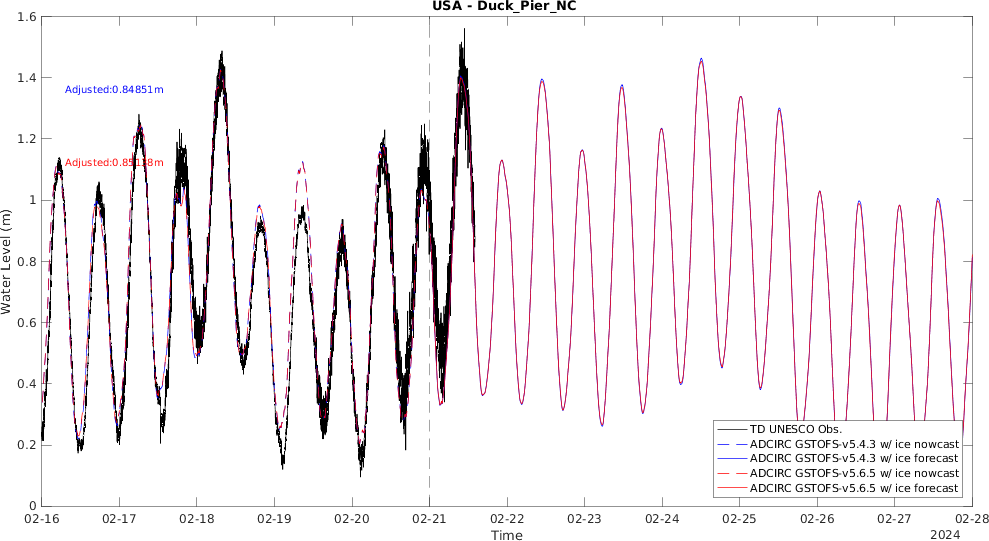 USA - Duck_Pier_NC
1.6
1.4
1.2
1
0.8
0.6
0.4
0.2
0
Water Level (m)
Adjusted:0.84851m
TD UNESCO Obs.
ADCIRC GSTOFS-v5.4.3 w/ ice nowcast
ADCIRC GSTOFS-v5.4.3 w/ ice forecast
ADCIRC GSTOFS-v5.6.5 w/ ice nowcast
ADCIRC GSTOFS-v5.6.5 w/ ice forecast
02-16 02-17 02-18 02-19 02-20 02-21 02-22 02-23 02-24 02-25 02-26 02-27 02-28
Time
2024